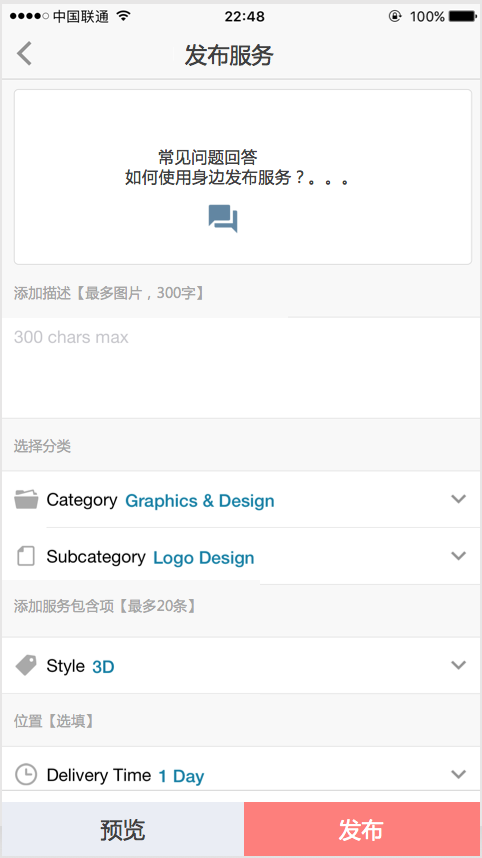 中国联通 22:48 100%
发布服务
常见问题回答
如何使用身边发布服务？。。。
添加描述【最多图片，300字】
300 chars max
选择分类
Category Graphics & Design
Subcategory Logo Design
添加服务包含项【最多20条】
Style 3D
位置【选填】
Delivery Time 1 Day
预览 发布